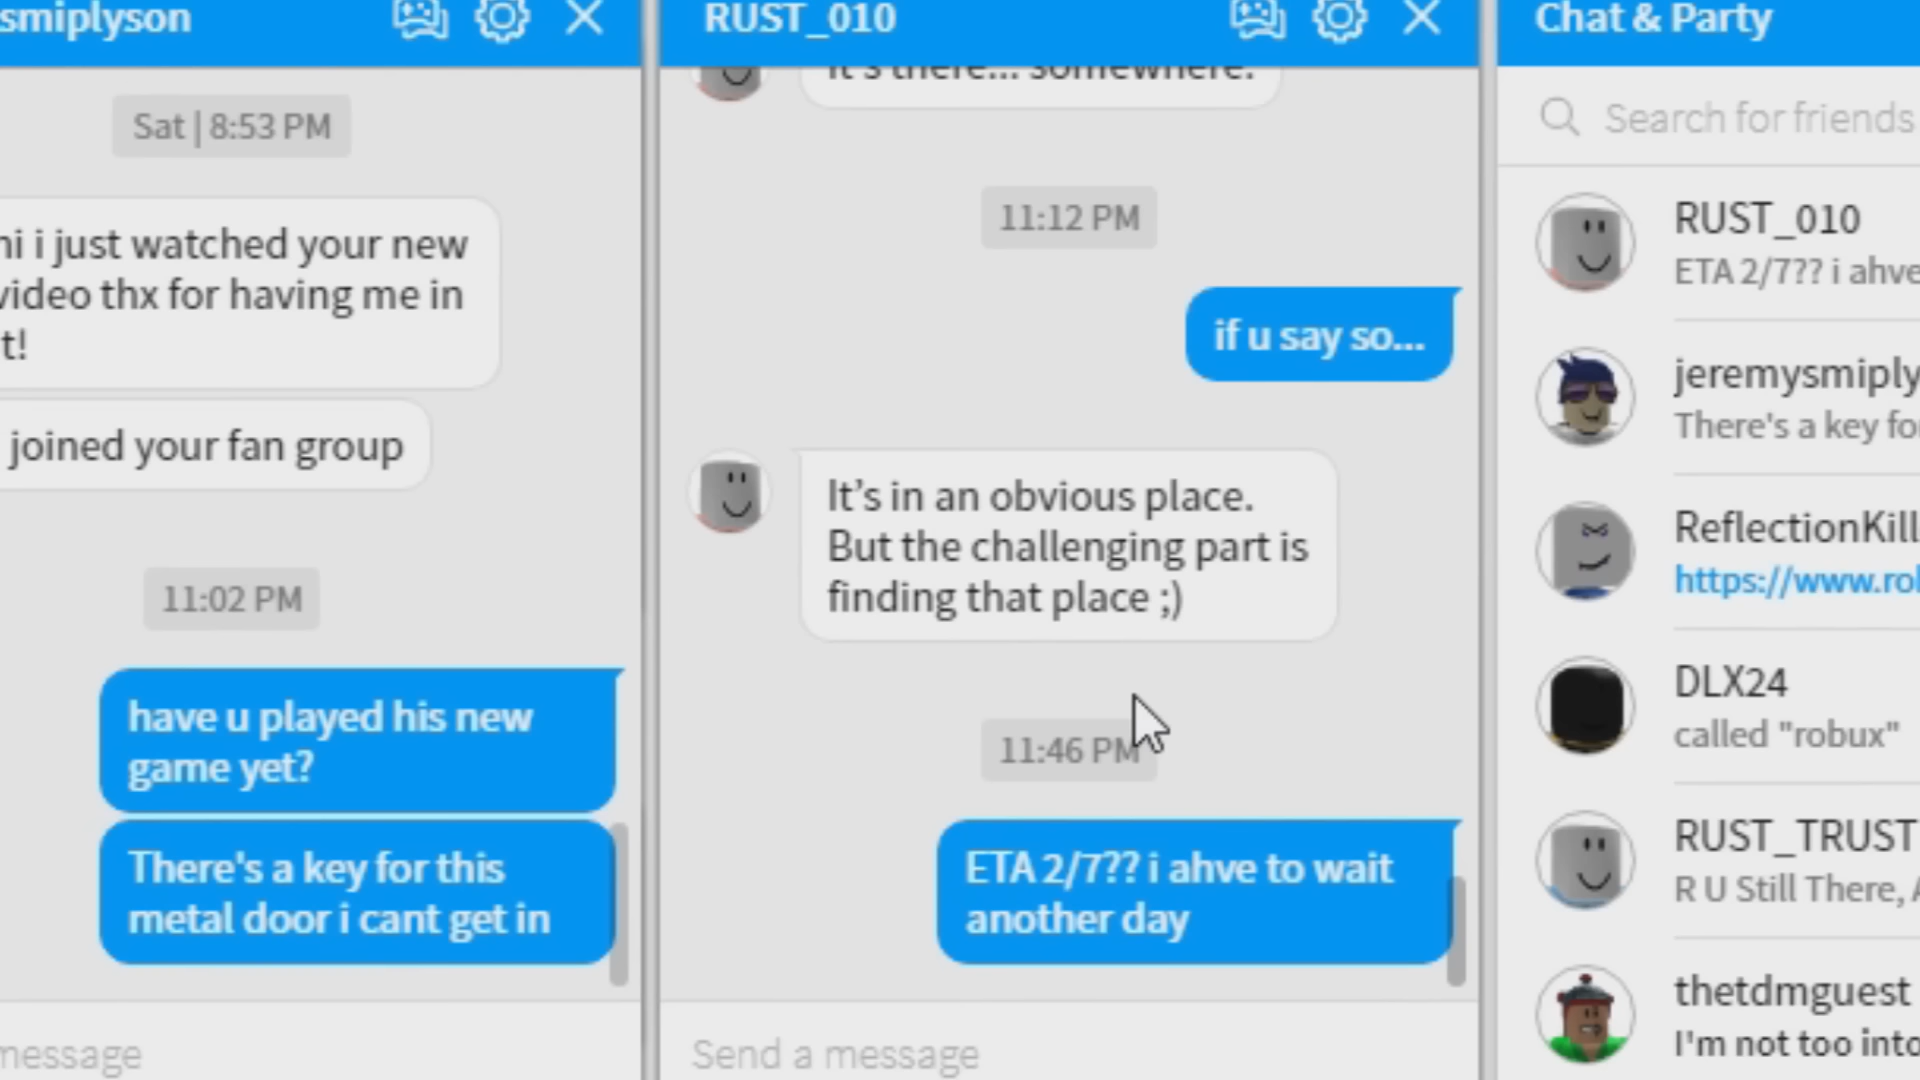 smiplyson
Sat | 8:53 PM
hi i just watched your new
video thx for having me in
t!
joined your fan group
11:02 PM
have u played his new
game yet?
There's a key for this
metal door i cant get in
message
RUST_010
It's there... somewhere.
11:12 PM
if u say so...
It’s in an obvious place.
But the challenging part is
finding that place ;)
11:46 PM
ETA 2/7?? i ahve to wait
another day
Send a message
Chat & Party
Search for friends
RUST_010
ETA 2/7?? i ahve
jeremysmiply
There's a key for
ReflectionKill
https://www.rob
DLX24
called "robux"
RUST_TRUST
R U Still There, A
thetdmguest
I'm not too into